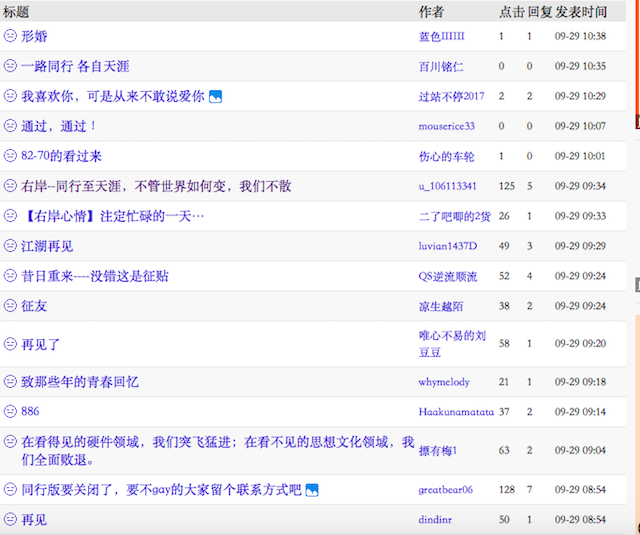 标题 作者 点击 回复 发表时间
形婚 蓝色ⅡⅡⅡ 1 1 09-29 10:38
一路同行 各自天涯 百川铭仁 0 0 09-29 10:35
我喜欢你，可是从来不敢说爱你 过站不停2017 2 2 09-29 10:29
通过，通过！ mouserice33 0 0 09-29 10:07
82-70的看过来 伤心的车轮 1 0 09-29 10:01
右岸--同行至天涯，不管世界如何变，我们不散 u_106113341 125 5 09-29 09:34
【右岸心情】注定忙碌的一天… 二了吧唧的2货 26 1 09-29 09:33
江湖再见 luvian1437D 49 3 09-29 09:29
昔日重来----没错这是征贴 QS逆流顺流 52 4 09-29 09:24
征友 凉生越陌 38 2 09-29 09:24
再见了 唯心不易的刘豆豆 58 1 09-29 09:20
致那些年的青春回忆 whymelody 21 1 09-29 09:18
886 Haakunamatata 37 2 09-29 09:14
在看得见的硬件领域，我们突飞猛进；在看不见的思想文化领域，我
们全面败退。 摽有梅1 63 2 09-29 09:04
同行版要关闭了，要不gay的大家留个联系方式吧 greatbear06 128 7 09-29 08:54
再见 dindinr 50 1 09-29 08:54